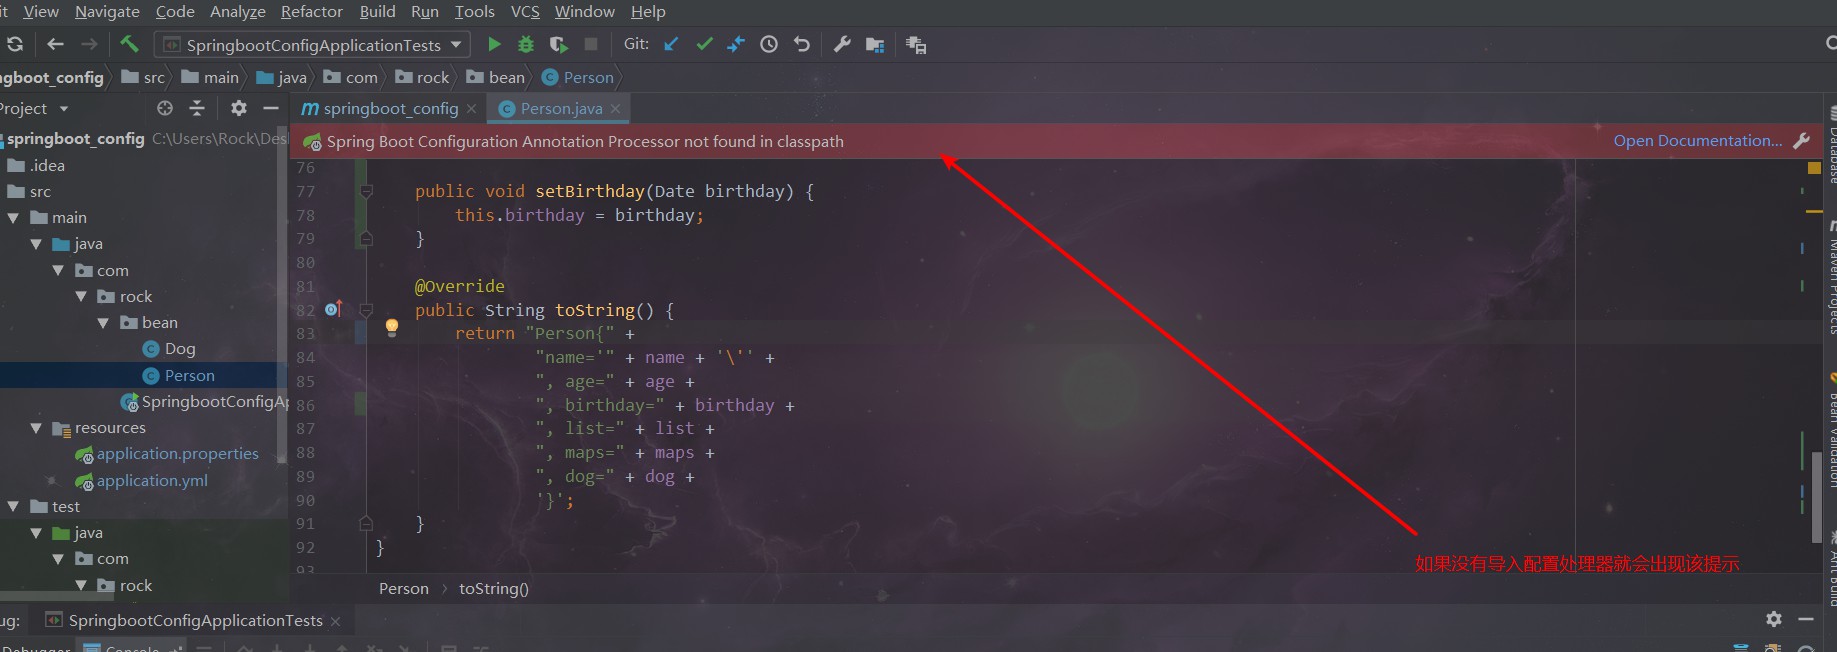 View Navigate Code Analyze Refactor Build Run Tools VCS Window Help
SpringbootConfigApplicationTests Git:
src main java com rock bean Person
springboot_config Person.java
springboot_config C:\Users\Rock\Des
Spring Boot Configuration Annotation Processor not found in classpath Open Documentation...
.idea
src
main
java
com
rock
bean
Dog
Person
SpringbootConfigAp
resources
application.properties
application.yml
test
java
com
rock
76
77 public void setBirthday(Date birthday) {
78 this.birthday = birthday;
79 }
80
81 @Override
82 public String toString() {
83 return "Person{" +
84 "name='" + name + '\'' +
85 ", age=" + age +
86 ", birthday=" + birthday +
87 ", list=" + list +
88 ", maps=" + maps +
89 ", dog=" + dog +
90 '}';
91 }
92 }
93
如果没有导入配置处理器就会出现该提示
Person › toString()
Database
Maven Projects
Bean Validation
Ant Build
SpringbootConfigApplicationTests
Debugger Console